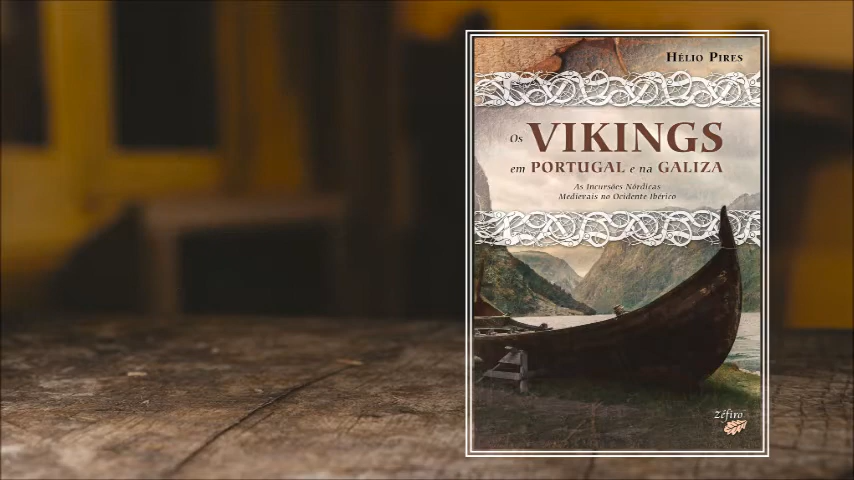 HÉLIO PIRES
Os VIKINGS
em PORTUGAL e na GALIZA
As Incursões Nórdicas
Medievais no Ocidente Ibérico
Zéfiro